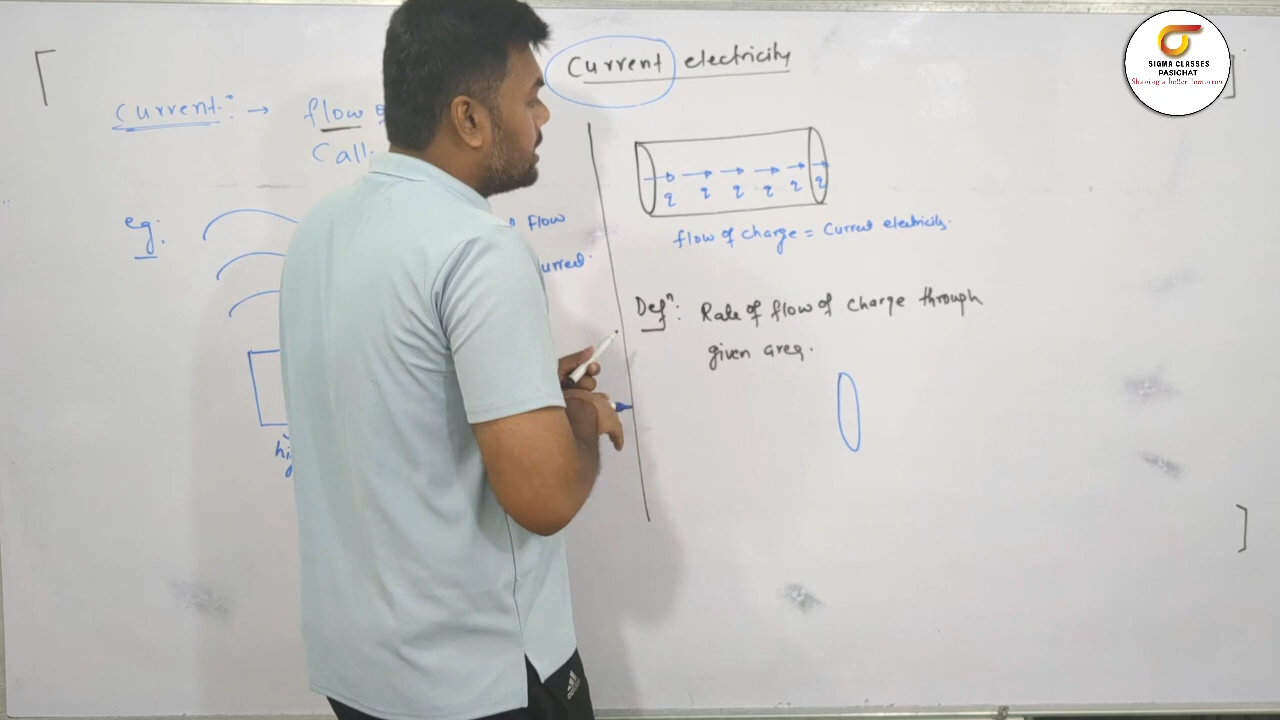 Current electricity
SIGMA CLASSES
PASIGHAT
Current: → flow
Call
eg:
flow
urrent
q q q q q q
flow of charge = Current electricity.
Defⁿ: Rate of flow of charge through
given area.